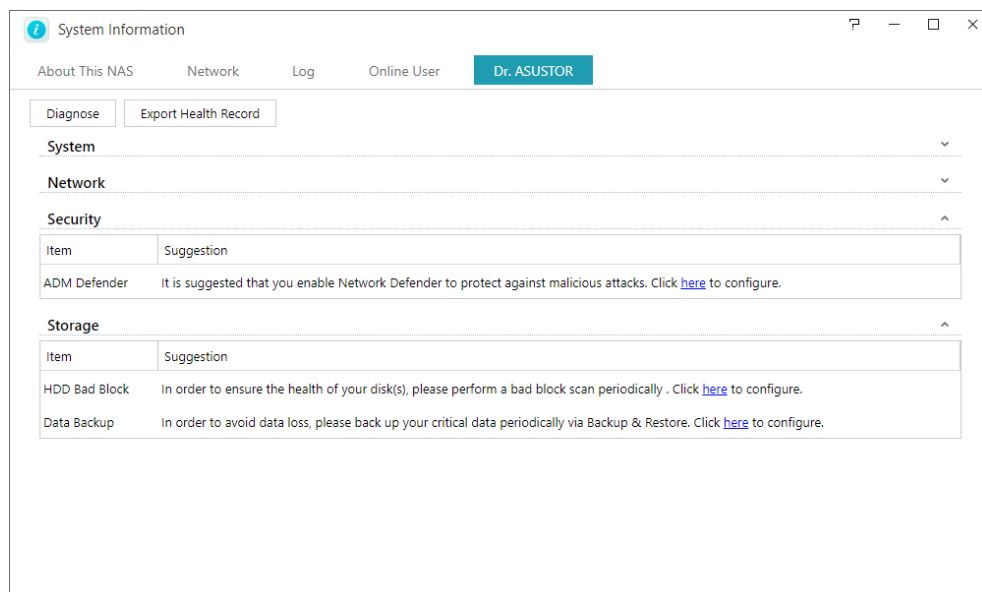 System Information
About This NAS Network Log Online User Dr. ASUSTOR
Diagnose Export Health Record
System
Network
Security
Item Suggestion
ADM Defender It is suggested that you enable Network Defender to protect against malicious attacks. Click here to configure.
Storage
Item Suggestion
HDD Bad Block In order to ensure the health of your disk(s), please perform a bad block scan periodically . Click here to configure.
Data Backup In order to avoid data loss, please back up your critical data periodically via Backup & Restore. Click here to configure.